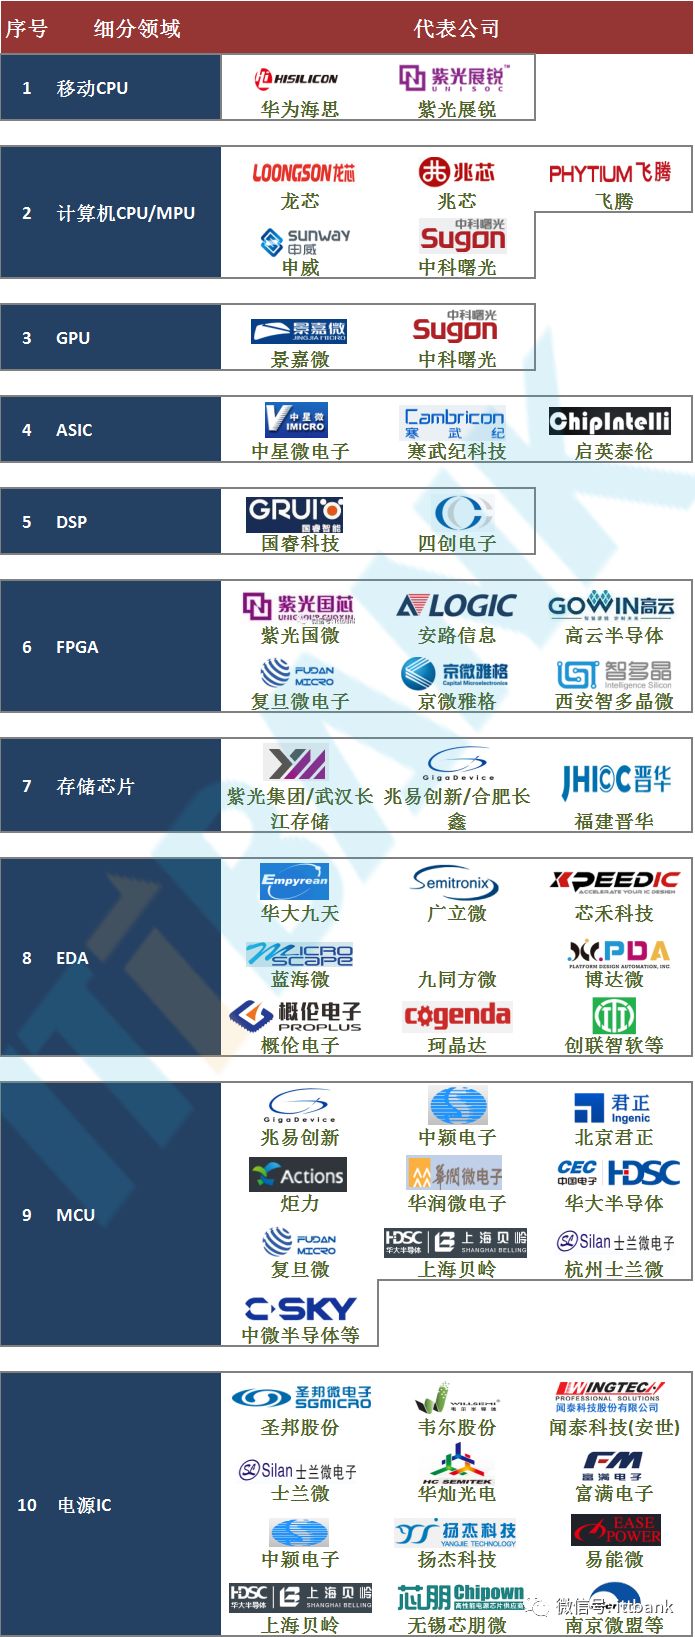 序号 细分领域 代表公司
1 移动CPU
HISILICON 紫光展锐™
UNISOC
华为海思 紫光展锐
2 计算机CPU/MPU
LOONGSON龙芯 兆芯 PHYTIUM飞腾
龙芯 兆芯 飞腾
SUNWAY 申威 中科曙光 Sugon
申威 中科曙光
3 GPU
景嘉微 JINGJIA MICRO 中科曙光 Sugon
景嘉微 中科曙光
4 ASIC
中星微 VIMICRO Cambricon 寒武纪 ChipIntelli
中星微电子 寒武纪科技 启英泰伦
5 DSP
GRUIO 国睿智能
国睿科技 四创电子
6 FPGA
紫光国芯 ANLOGIC GOWIN高云
紫光国微 安路信息 高云半导体
FUDAN MICRO 京微雅格 Capital Microelectronics 智多晶 Intelligence Silicon
复旦微电子 京微雅格 西安智多晶微
7 存储芯片
GigaDevice JHICC晋华
紫光集团/武汉长江存储 兆易创新/合肥长鑫 福建晋华
8 EDA
Empyrean Semitronix XPEEDIC
ACCELERATE YOUR IC DESIGN
华大九天 广立微 芯禾科技
MICROSCAPE PDA
PLATFORM DESIGN AUTOMATION, INC.
蓝海微 九同方微 博达微
概伦电子 PROPLUS cogenda
概伦电子 珂晶达 创联智软等
9 MCU
GigaDevice 君正 Ingenic
兆易创新 中颖电子 北京君正
Actions 华润微电子 CEC 中国电子 HDSC
炬力 华润微电子 华大半导体
FUDAN MICRO HDSC 华大半导体 上海贝岭 SHANGHAI BELLING Silan士兰微电子
复旦微 上海贝岭 杭州士兰微
C-SKY
中微半导体等
10 电源IC
圣邦微电子 SGMICRO WILLSEMI WINGTECH
PROFESSIONAL SOLUTIONS
闻泰科技股份有限公司
圣邦股份 韦尔股份 闻泰科技(安世)
Silan士兰微电子 HC SEMITEK FM 富满电子
士兰微 华灿光电 富满电子
扬杰科技 YANGJIE TECHNOLOGY EASE POWER
中颖电子 扬杰科技 易能微
HDSC 华大半导体 上海贝岭 SHANGHAI BELLING 芯朋 Chipown
上海贝岭 无锡芯朋微 南京微盟等
微信号: ittbank
ITTBANK